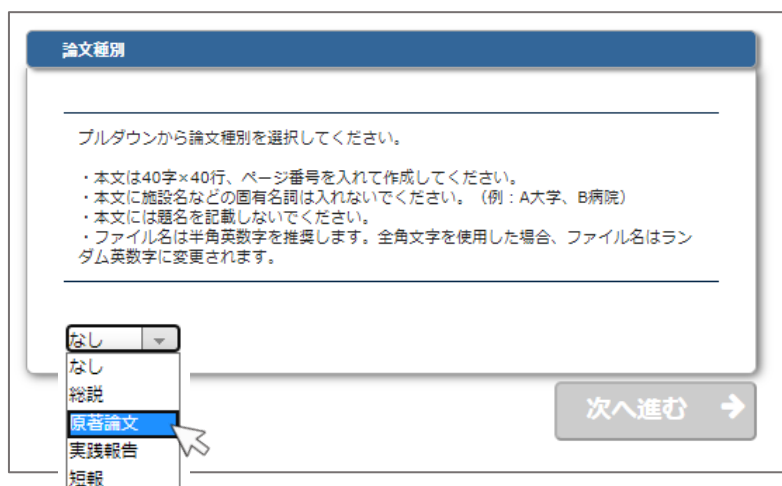 論文種別
プルダウンから論文種別を選択してください。
・本文は40字×40行、ページ番号を入れて作成してください。
・本文に施設名などの固有名詞は入れないでください。（例：A大学、B病院）
・本文には題名を記載しないでください。
・ファイル名は半角英数字を推奨します。全角文字を使用した場合、ファイル名はラン
ダム英数字に変更されます。
なし
なし
総説
原著論文
実践報告
短報
次へ進む